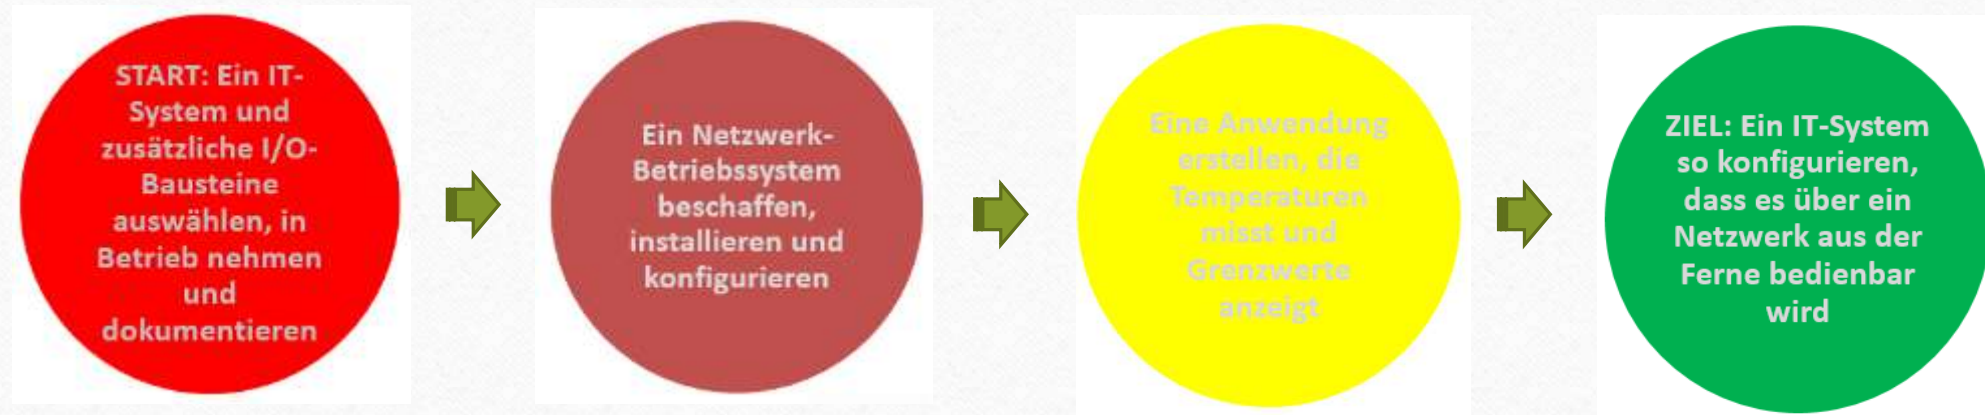 START: Ein IT-
System und
zusätzliche I/O-
Bausteine
auswählen, in
Betrieb nehmen
und
dokumentieren
Ein Netzwerk-
Betriebssystem
beschaffen,
installieren und
konfigurieren
Eine Anwendung
erstellen, die
Temperaturen
misst und
Grenzwerte
anzeigt
ZIEL: Ein IT-System
so konfigurieren,
dass es über ein
Netzwerk aus der
Ferne bedienbar
wird